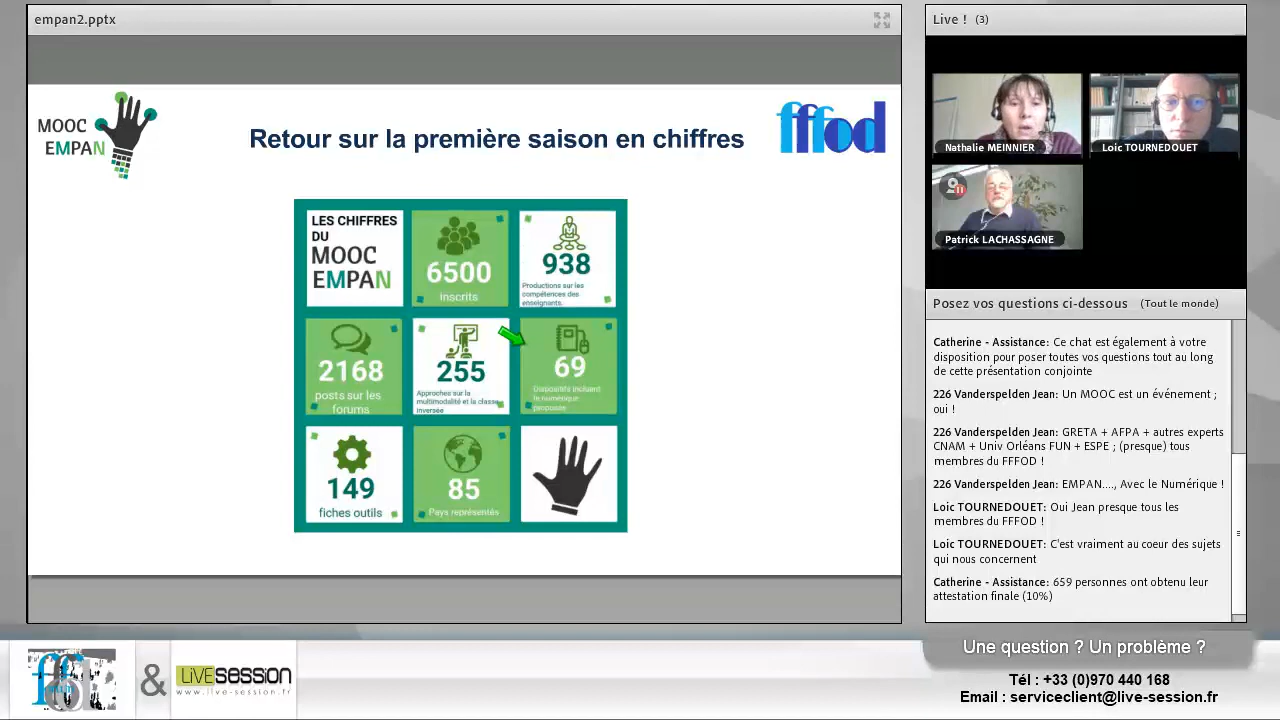 empan2.pptx
MOOC
EMPAN
Retour sur la première saison en chiffres
fffod
LES CHIFFRES
DU
MOOC
EMPAN
6500
inscrits
938
Productions sur les
compétences des
enseignants.
2168
posts sur les
forums
255
Approches sur la
multimodalité et la classe
inversée
69
Dispositifs incluant
le numérique
proposés
149
fiches outils
85
Pays représentés
Live ! (3)
Nathalie MEINNIER
Loic TOURNEDOUET
Patrick LACHASSAGNE
Posez vos questions ci-dessous (Tout le monde)
Catherine - Assistance: Ce chat est également à votre
disposition pour poser toutes vos questions tout au long
de cette présentation conjointe
226 Vanderspelden Jean: Un MOOC est un événement ;
oui !
226 Vanderspelden Jean: GRETA + AFPA + autres experts
CNAM + Univ Orléans FUN + ESPE ; (presque) tous
membres du FFFOD !
226 Vanderspelden Jean: EMPAN...., Avec le Numérique !
Loic TOURNEDOUET: Oui Jean presque tous les
membres du FFFOD !
Loic TOURNEDOUET: C'est vraiment au coeur des sujets
qui nous concernent
Catherine - Assistance: 659 personnes ont obtenu leur
attestation finale (10%)
&
LiVESESSION
www.live-session.fr
Une question ? Un problème ?
Tél : +33 (0)970 440 168
Email : serviceclient@live-session.fr